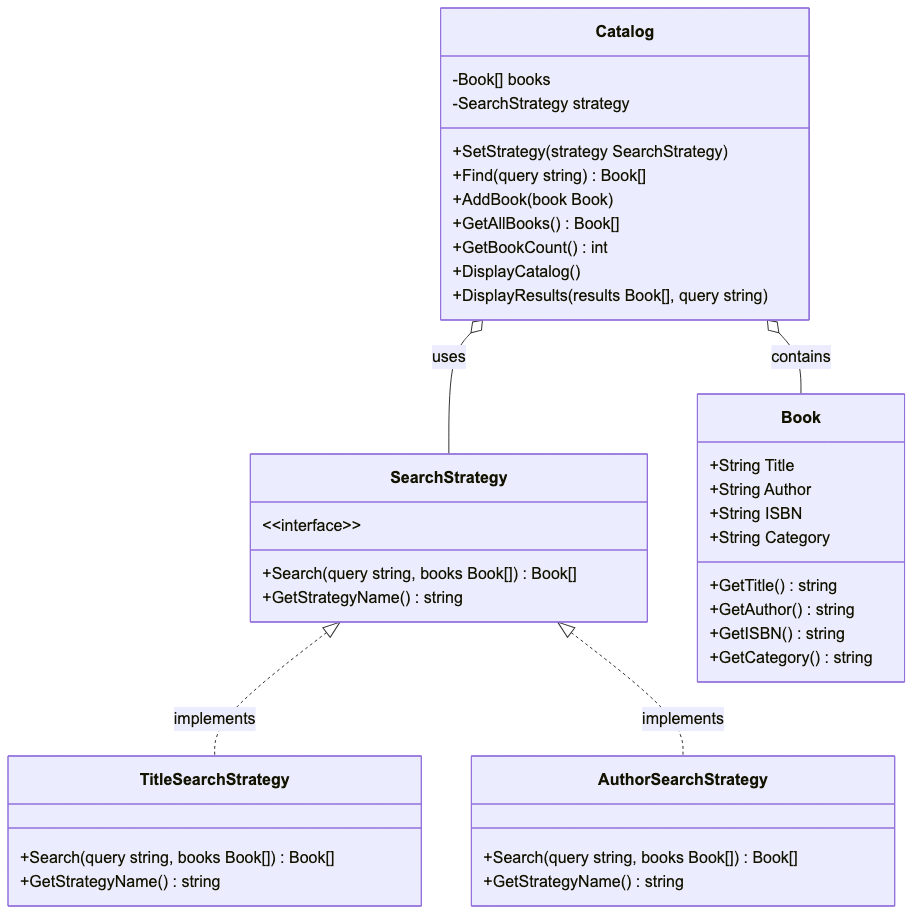 Catalog
-Book[] books
-SearchStrategy strategy
+SetStrategy(strategy SearchStrategy)
+Find(query string) : Book[]
+AddBook(book Book)
+GetAllBooks() : Book[]
+GetBookCount() : int
+DisplayCatalog()
+DisplayResults(results Book[], query string)
uses
contains
SearchStrategy
<<interface>>
+Search(query string, books Book[]) : Book[]
+GetStrategyName() : string
Book
+String Title
+String Author
+String ISBN
+String Category
+GetTitle() : string
+GetAuthor() : string
+GetISBN() : string
+GetCategory() : string
implements
implements
TitleSearchStrategy
+Search(query string, books Book[]) : Book[]
+GetStrategyName() : string
AuthorSearchStrategy
+Search(query string, books Book[]) : Book[]
+GetStrategyName() : string